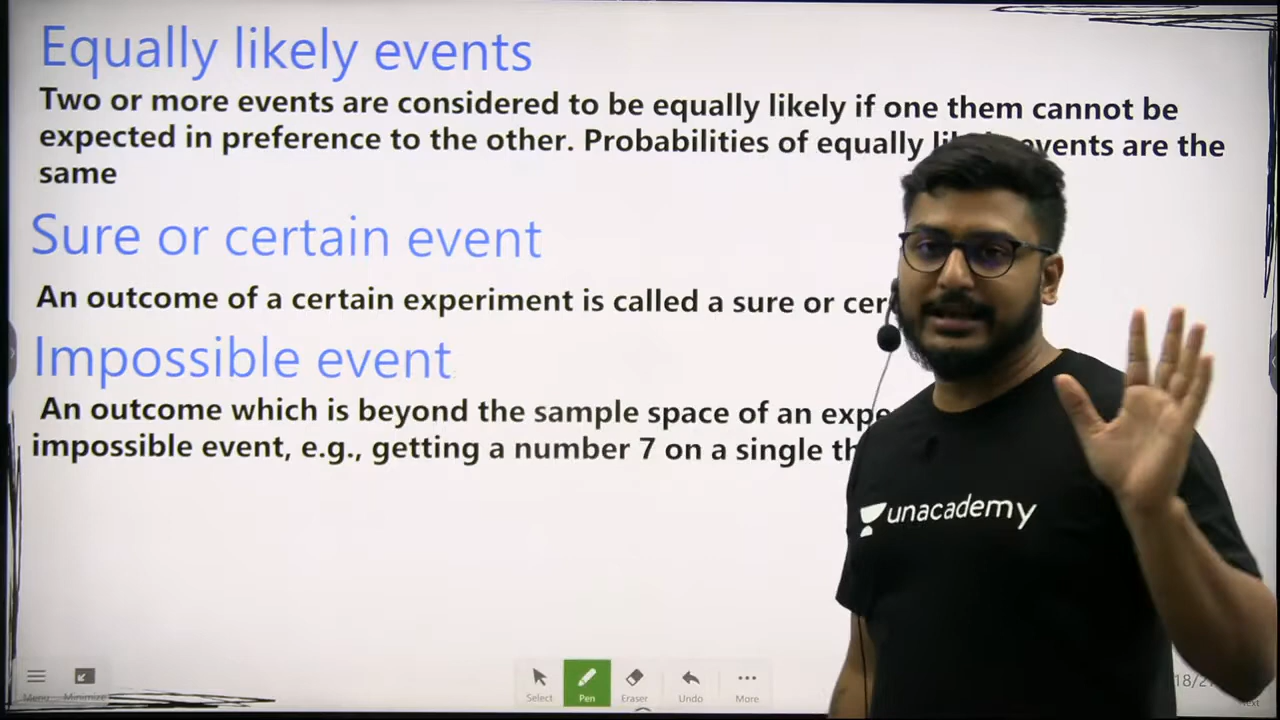 Equally likely events
Two or more events are considered to be equally likely if one them cannot be
expected in preference to the other. Probabilities of equally events are the
same
Sure or certain event
An outcome of a certain experiment is called a sure or
Impossible event
An outcome which is beyond the sample space of an
impossible event, e.g., getting a number 7 on a single
unacademy
Menu
Minimize
Select
Pen
Eraser
Undo
More